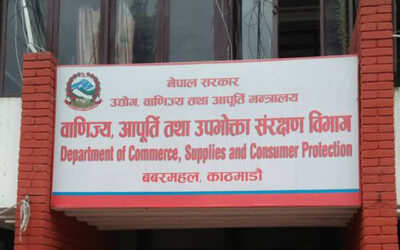 नेपाल सरकार
उद्योग, वाणिज्य तथा आपूर्ति मन्त्रालय
वाणिज्य, आपूर्ति तथा उपभोक्ता संरक्षण विभाग
Department of Commerce, Supplies and Consumer Protection
बबरमहल, काठमाडौं